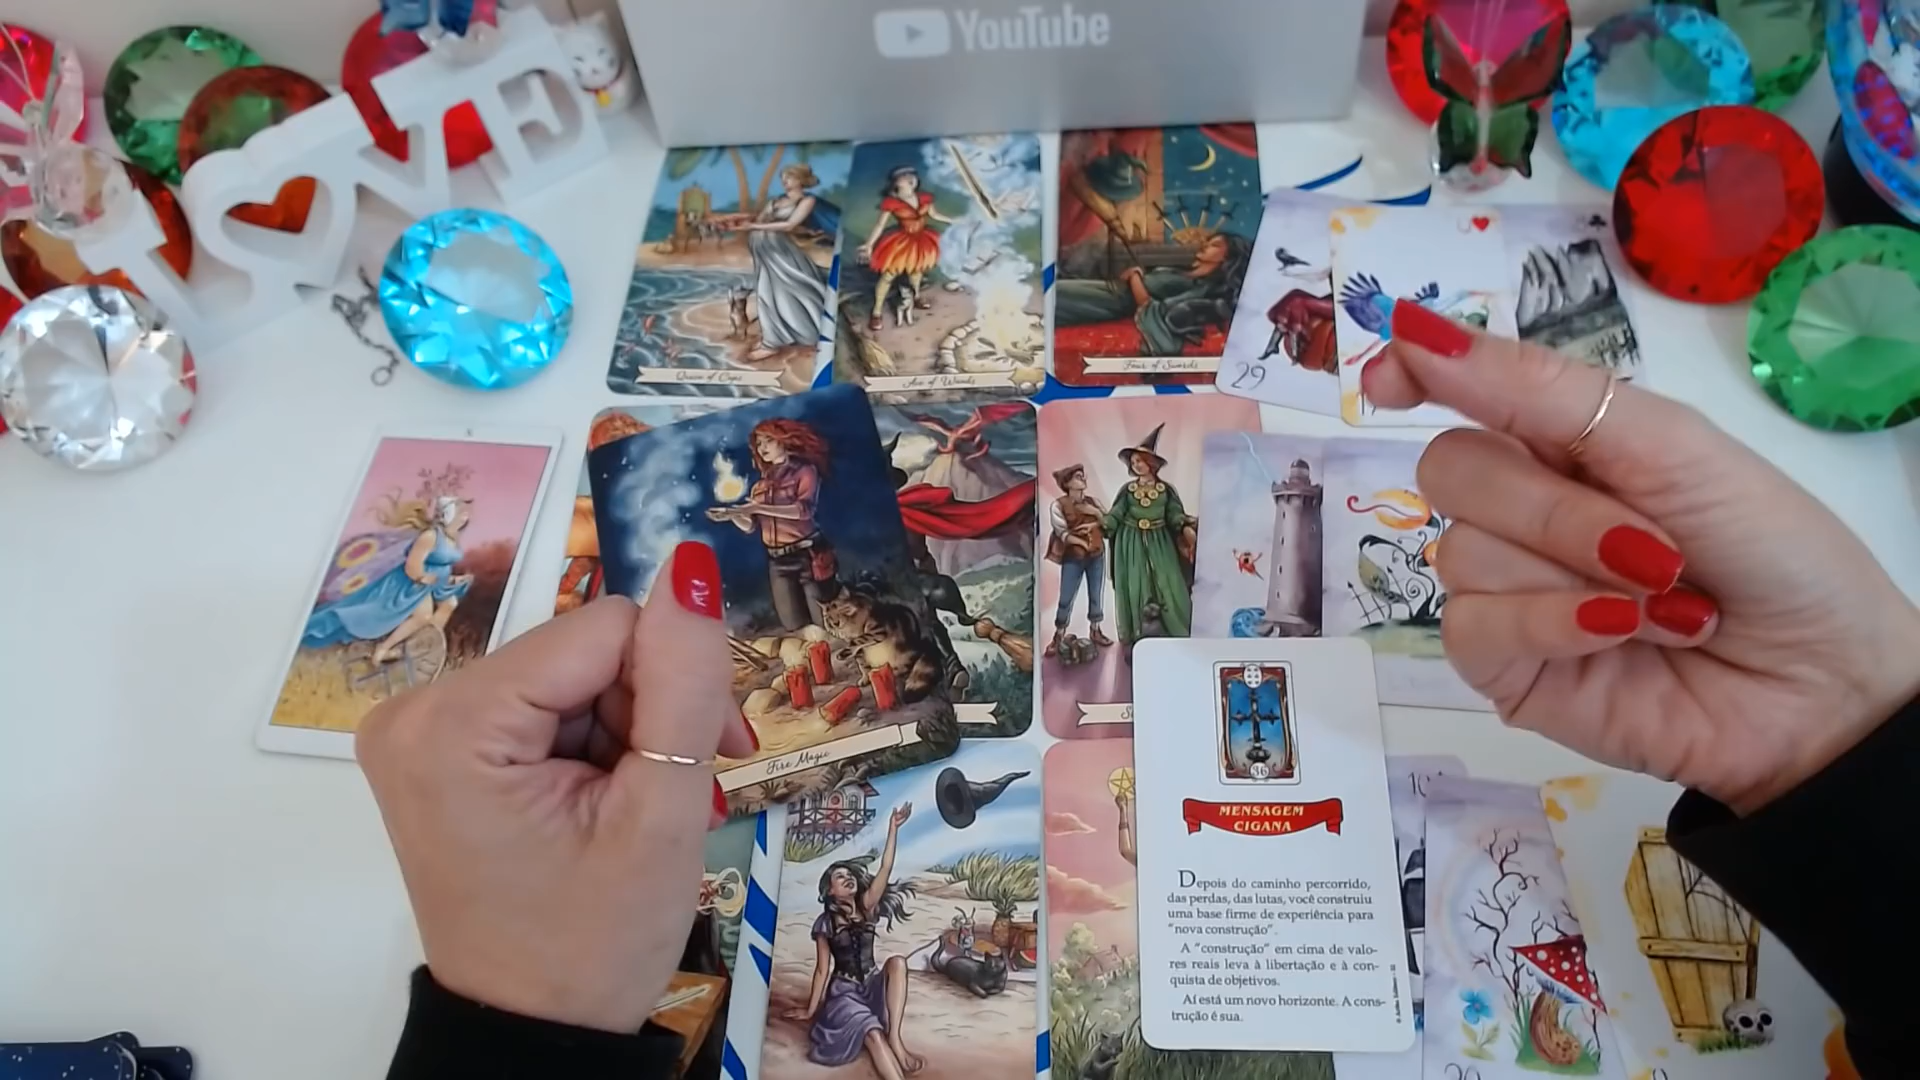 YouTube
LOVE
Queen of Cups
Ace of Wands
Four of Swords
29
J
Fire Magic
36
MENSAGEM
CIGANA
Depois do caminho percorrido,
das perdas, das lutas, você construiu
uma base firme de experiência para
"nova construção".
A "construção" em cima de valo-
res reais leva à libertação e à con-
quista de objetivos.
Aí está um novo horizonte. A cons-
trução é sua.
10